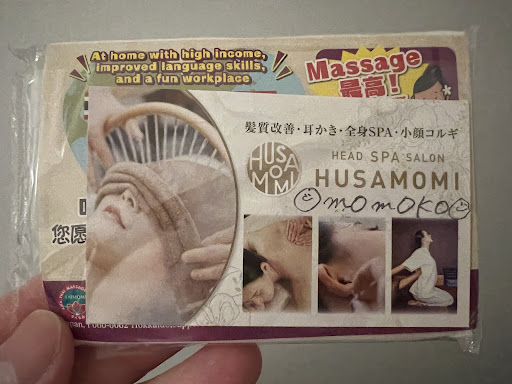 At home with high income,
improved language skills,
and a fun workplace
Massage
最高!
髪質改善・耳かき・全身SPA・小顔コルギ
HUSA
MOMI
HEAD SPA SALON
HUSAMOMI
momoko
您愿